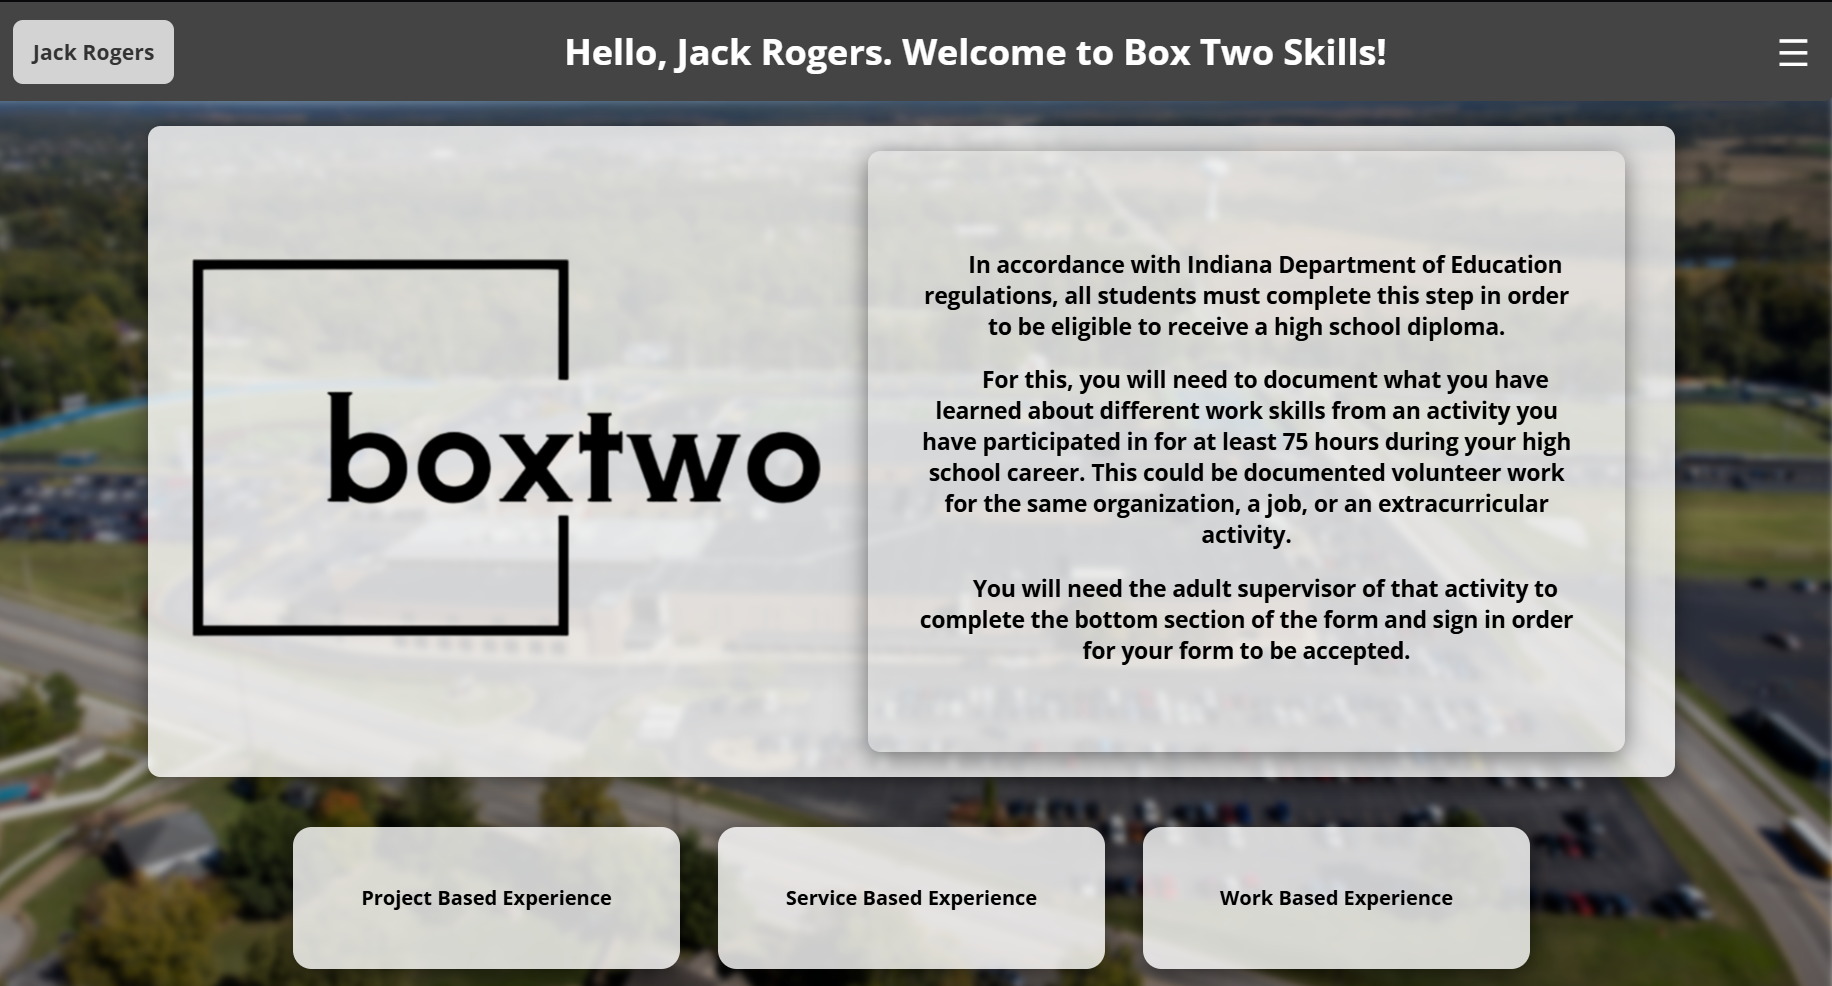 Jack Rogers
Hello, Jack Rogers. Welcome to Box Two Skills!
boxtwo
In accordance with Indiana Department of Education
regulations, all students must complete this step in order
to be eligible to receive a high school diploma.
For this, you will need to document what you have
learned about different work skills from an activity you
have participated in for at least 75 hours during your high
school career. This could be documented volunteer work
for the same organization, a job, or an extracurricular
activity.
You will need the adult supervisor of that activity to
complete the bottom section of the form and sign in order
for your form to be accepted.
Project Based Experience
Service Based Experience
Work Based Experience